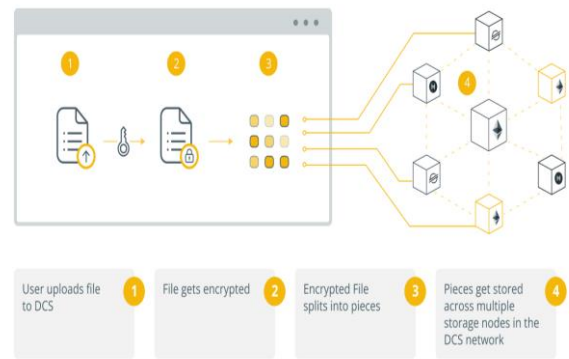 1
2
3
4
User uploads file
to DCS
1
File gets encrypted
2
Encrypted File
splits into pieces
3
Pieces get stored
across multiple
storage nodes in the
DCS network
4